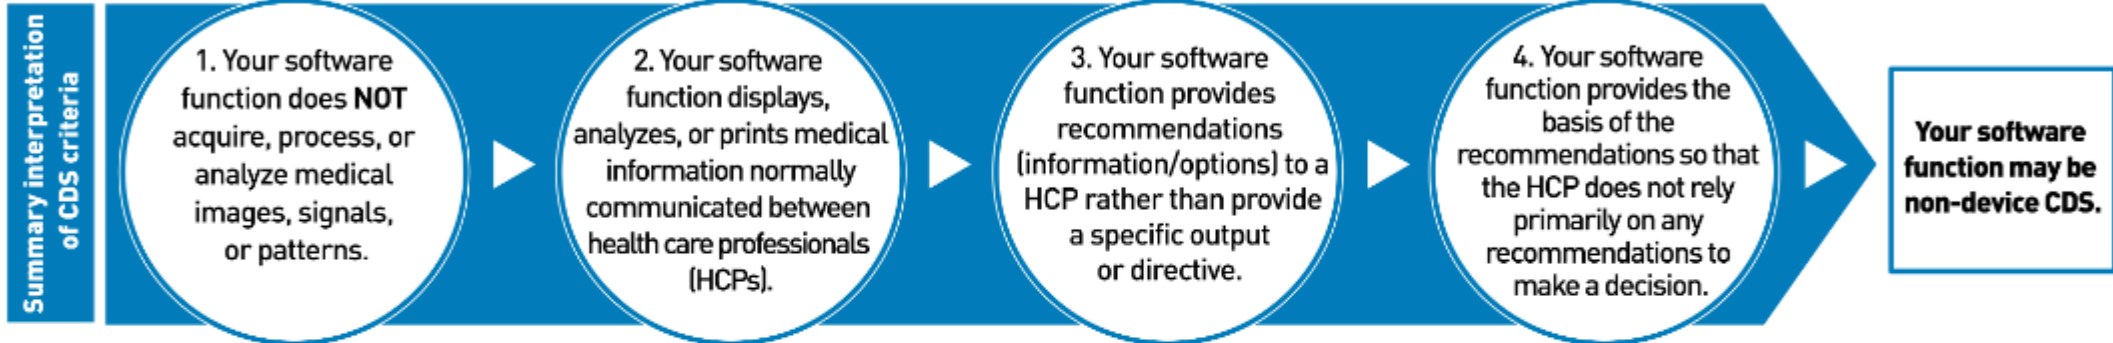 Summary interpretation
of CDS criteria
1. Your software
function does NOT
acquire, process, or
analyze medical
images, signals,
or patterns.
2. Your software
function displays,
analyzes, or prints medical
information normally
communicated between
health care professionals
(HCPs).
3. Your software
function provides
recommendations
(information/options) to a
HCP rather than provide
a specific output
or directive.
4. Your software
function provides the
basis of the
recommendations so that
the HCP does not rely
primarily on any
recommendations to
make a decision.
Your software
function may be
non-device CDS.